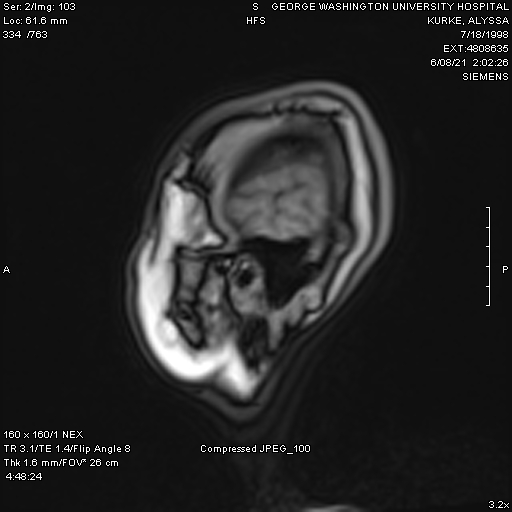 Ser: 2/Img: 103
Loc: 61.6 mm
334 /763
S
HFS
GEORGE WASHINGTON UNIVERSITY HOSPITAL
KURKE, ALYSSA
7/18/1998
EXT:4808635
6/08/21 2:02:26
SIEMENS
A
P
160 x 160/1 NEX
TR 3.1/TE 1.4/Flip Angle 8
Thk 1.6 mm/FOV* 26 cm
4:48:24
Compressed JPEG_100
3.2x